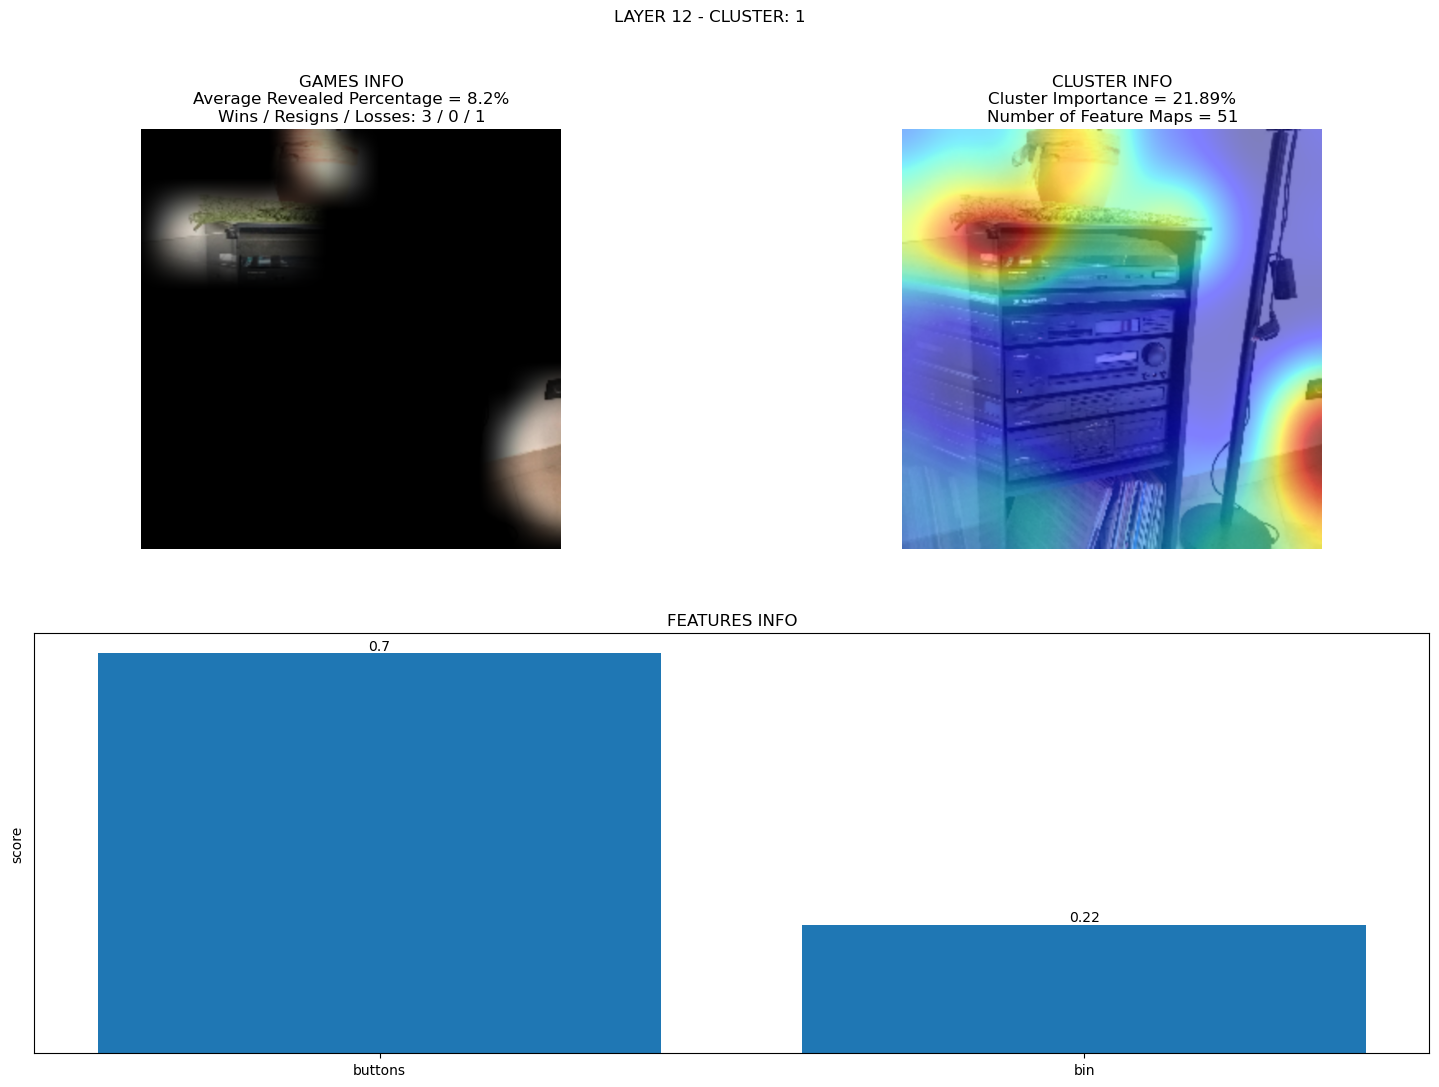 LAYER 12 - CLUSTER: 1
GAMES INFO
Average Revealed Percentage = 8.2%
Wins / Resigns / Losses: 3 / 0 / 1
CLUSTER INFO
Cluster Importance = 21.89%
Number of Feature Maps = 51
FEATURES INFO
score
0.7
0.22
buttons
bin